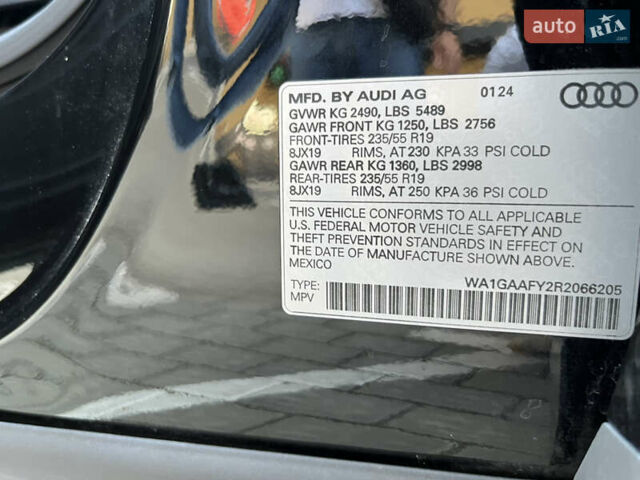 auto RIA
.com
MFD. BY AUDI AG 0124
GVWR KG 2490, LBS 5489
GAWR FRONT KG 1250, LBS 2756
FRONT-TIRES 235/55 R19
8JX19 RIMS, AT 230 KPA 33 PSI COLD
GAWR REAR KG 1360, LBS 2998
REAR-TIRES 235/55 R19
8JX19 RIMS, AT 250 KPA 36 PSI COLD
THIS VEHICLE CONFORMS TO ALL APPLICABLE
U.S. FEDERAL MOTOR VEHICLE SAFETY AND
THEFT PREVENTION STANDARDS IN EFFECT ON
THE DATE OF MANUFACTURE SHOWN ABOVE.
MEXICO
TYPE: WA1GAAFY2R2066205
MPV